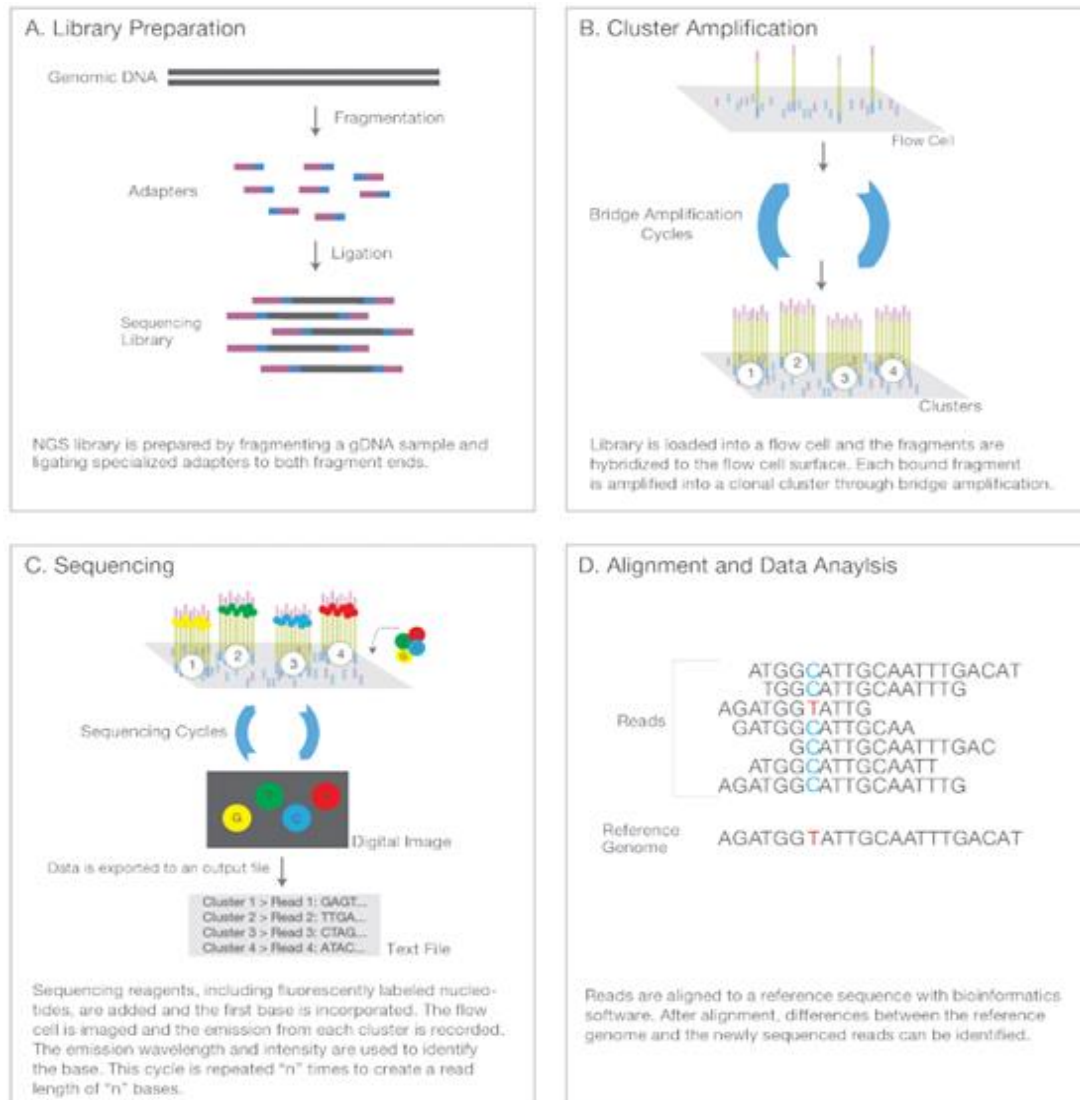 A. Library Preparation
Genomic DNA
Fragmentation
Adapters
Ligation
Sequencing
Library
NGS library is prepared by fragmenting a gDNA sample and
ligating specialized adapters to both fragment ends.
B. Cluster Amplification
Flow Cell
Bridge Amplification
Cycles
1
2
3
4
Clusters
Library is loaded into a flow cell and the fragments are
hybridized to the flow cell surface. Each bound fragment
is amplified into a clonal cluster through bridge amplification.
C. Sequencing
1
2
3
4
Sequencing Cycles
G
C
Digital Image
Data is exported to an output file
Cluster 1 > Read 1: GAGT...
Cluster 2 > Read 2: TTGA...
Cluster 3 > Read 3: CTAG...
Cluster 4 > Read 4: ATAC...
Text File
Sequencing reagents, including fluorescently labeled nucleo-
tides, are added and the first base is incorporated. The flow
cell is imaged and the emission from each cluster is recorded.
The emission wavelength and intensity are used to identify
the base. This cycle is repeated "n" times to create a read
length of "n" bases.
D. Alignment and Data Anaylsis
ATGGCATTGCAATTTGACAT
TGGCATTGCAATTTG
AGATGGTATTG
Reads
GATGGCATTGCAA
GCATTGCAATTTGAC
ATGGCATTGCAATT
AGATGGCATTGCAATTTG
Reference
Genome
AGATGGTATTGCAATTTGACAT
Reads are aligned to a reference sequence with bioinformatics
software. After alignment, differences between the reference
genome and the newly sequenced reads can be identified.